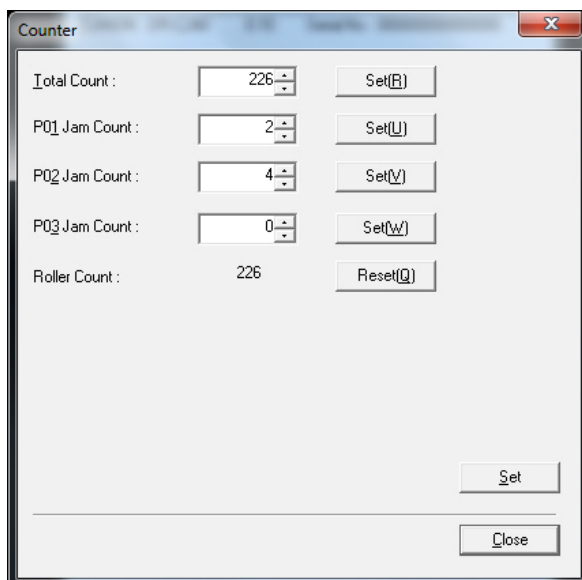 Counter
Total Count : 226 Set(R)
P01 Jam Count : 2 Set(U)
P02 Jam Count : 4 Set(V)
P03 Jam Count : 0 Set(W)
Roller Count : 226 Reset(Q)
Set
Close